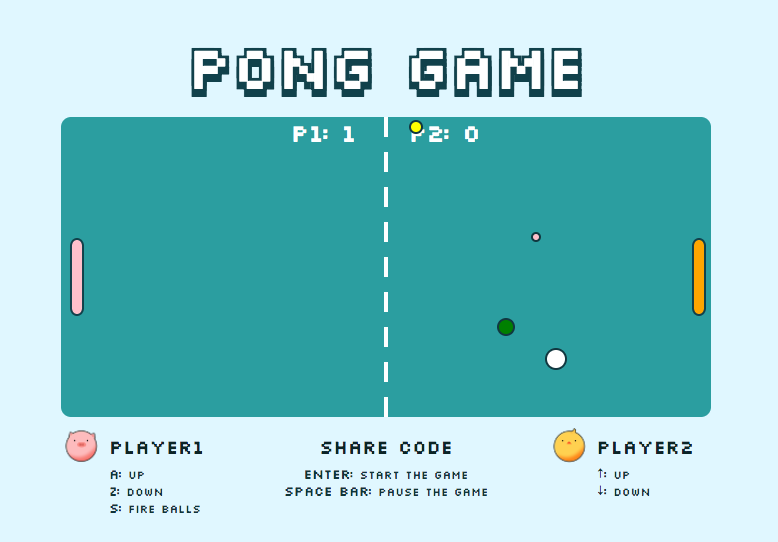 PONG GAME
P1: 1 P2: 0
PLAYER1 SHARE CODE PLAYER2
A: UP ENTER: START THE GAME ↑: UP
Z: DOWN SPACE BAR: PAUSE THE GAME ↓: DOWN
S: FIRE BALLS